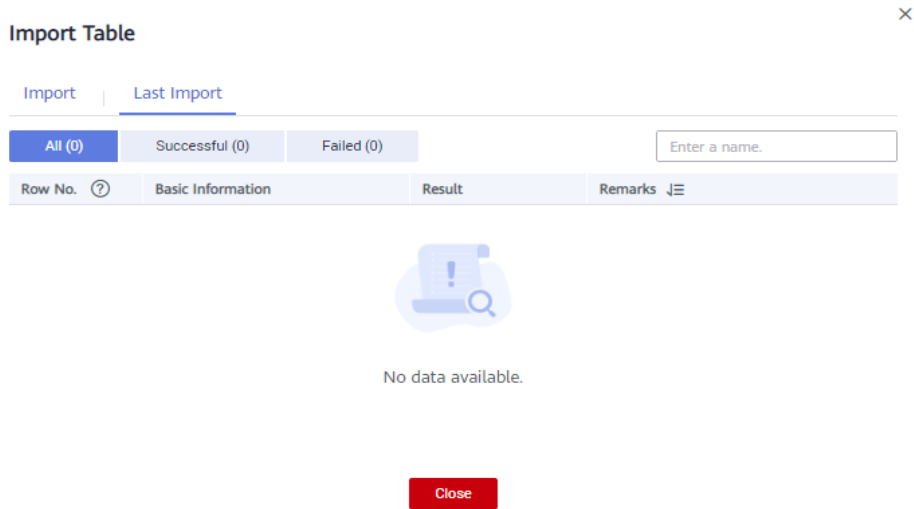 Import Table
Import Last Import
All (0) Successful (0) Failed (0) Enter a name.
Row No. ? Basic Information Result Remarks
No data available.
Close